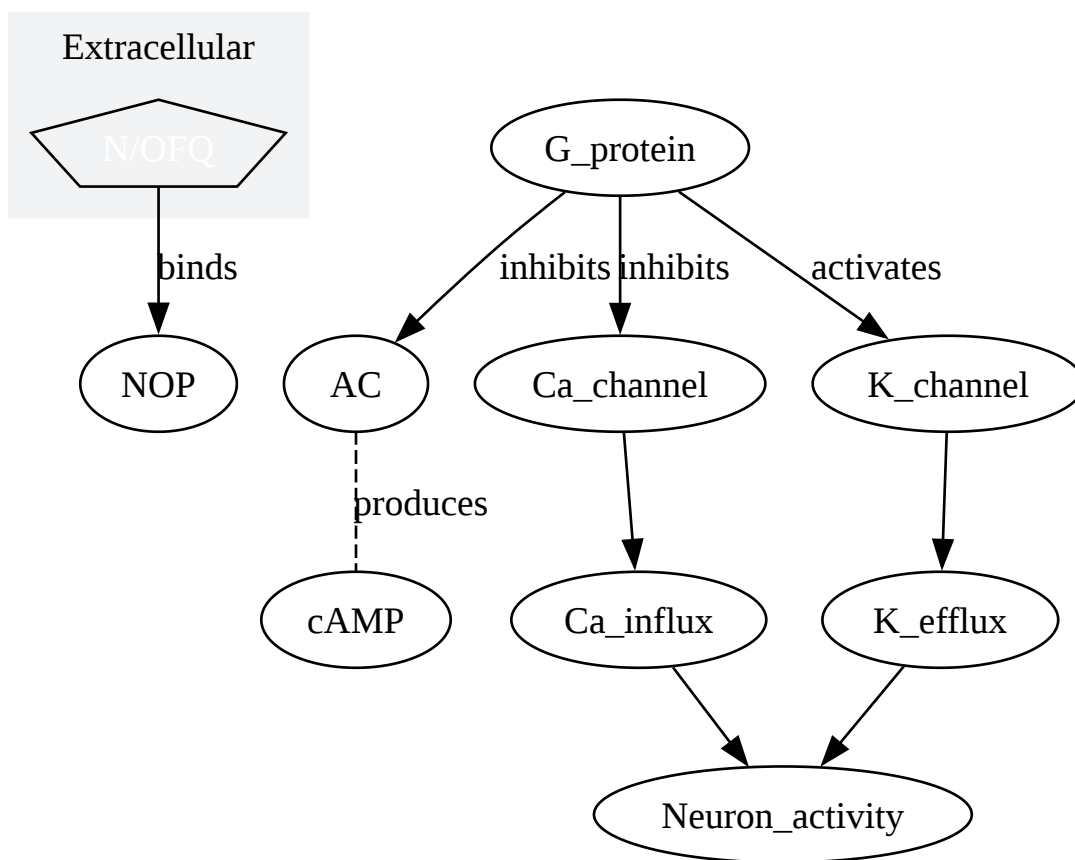 Extracellular
N/OFQ
G_protein
binds
inhibits
inhibits
activates
NOP
AC
Ca_channel
K_channel
produces
cAMP
Ca_influx
K_efflux
Neuron_activity